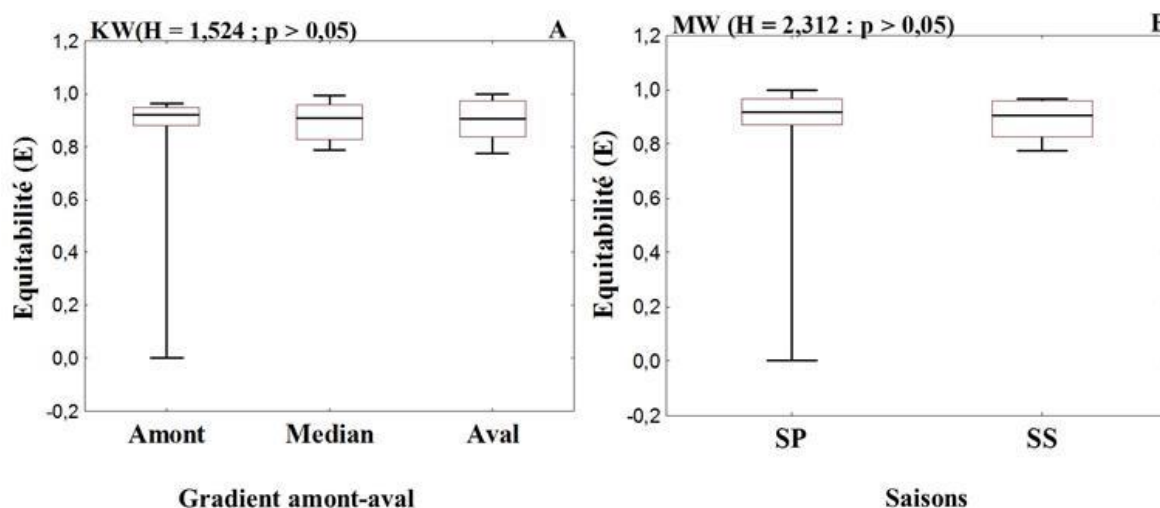 KW(H = 1,524 ; p > 0,05) A
1,2
1,0
0,8
0,6
0,4
0,2
0,0
-0,2
Equitabilité (E)
Amont Median Aval
Gradient amont-aval
MW (H = 2,312 : p > 0,05)
1,2
1,0
0,8
0,6
0,4
0,2
0,0
-0,2
Equitabilité (E)
SP SS
Saisons